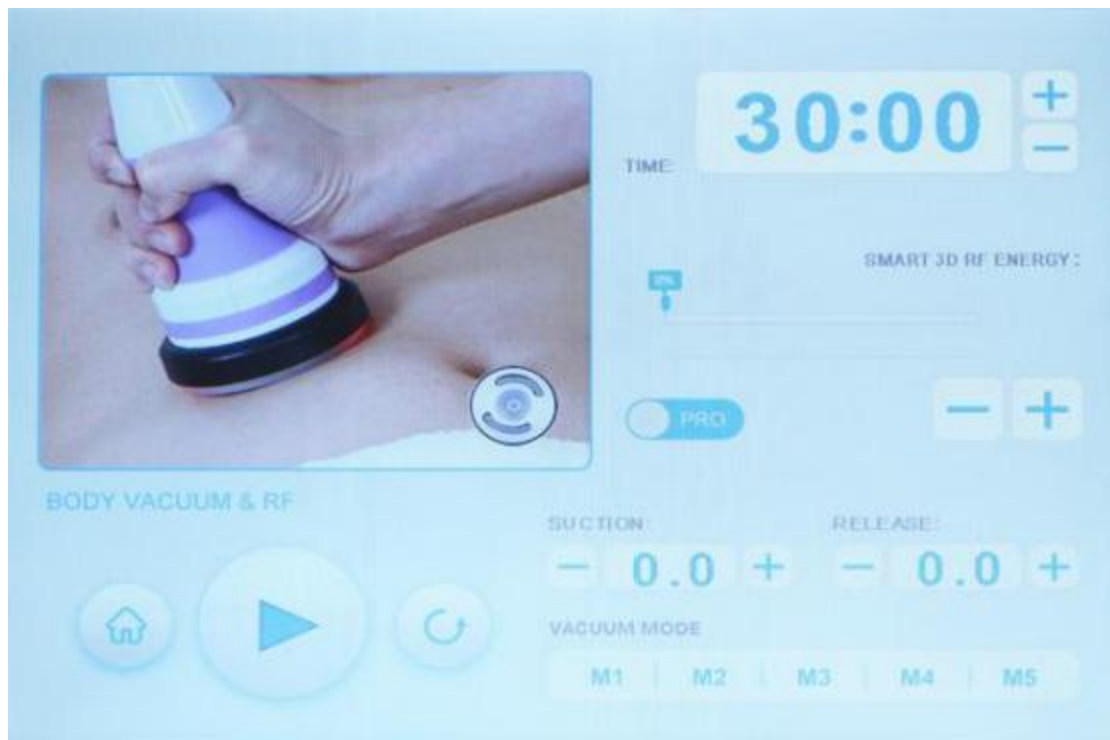 30:00
TIME:
SMART 3D RF ENERGY:
0%
PRO
BODY VACUUM & RF
SUCTION:
RELEASE:
0.0
0.0
VACUUM MODE
M1 M2 M3 M4 M5